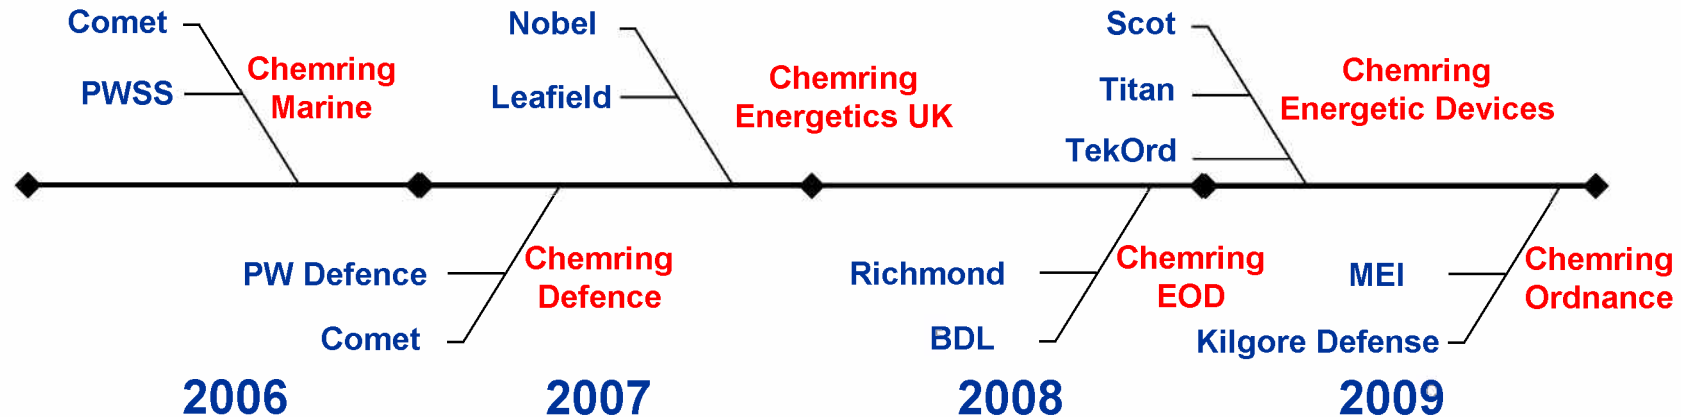 Comet
PWSS
Chemring
Marine
Nobel
Leafield
Chemring
Energetics UK
Scot
Titan
TekOrd
Chemring
Energetic Devices
PW Defence
Comet
Chemring
Defence
Richmond
BDL
Chemring
EOD
MEI
Kilgore Defense
Chemring
Ordnance
2006
2007
2008
2009